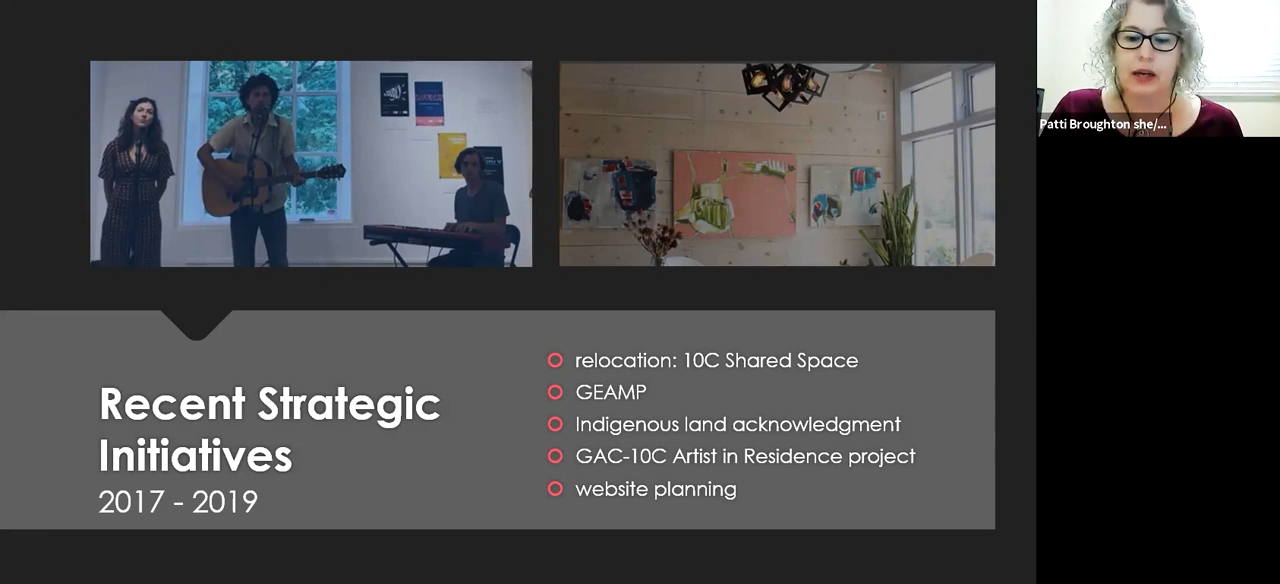 Patti Broughton she/...
Recent Strategic
Initiatives
2017 - 2019
relocation: 10C Shared Space
GEAMP
Indigenous land acknowledgment
GAC-10C Artist in Residence project
website planning